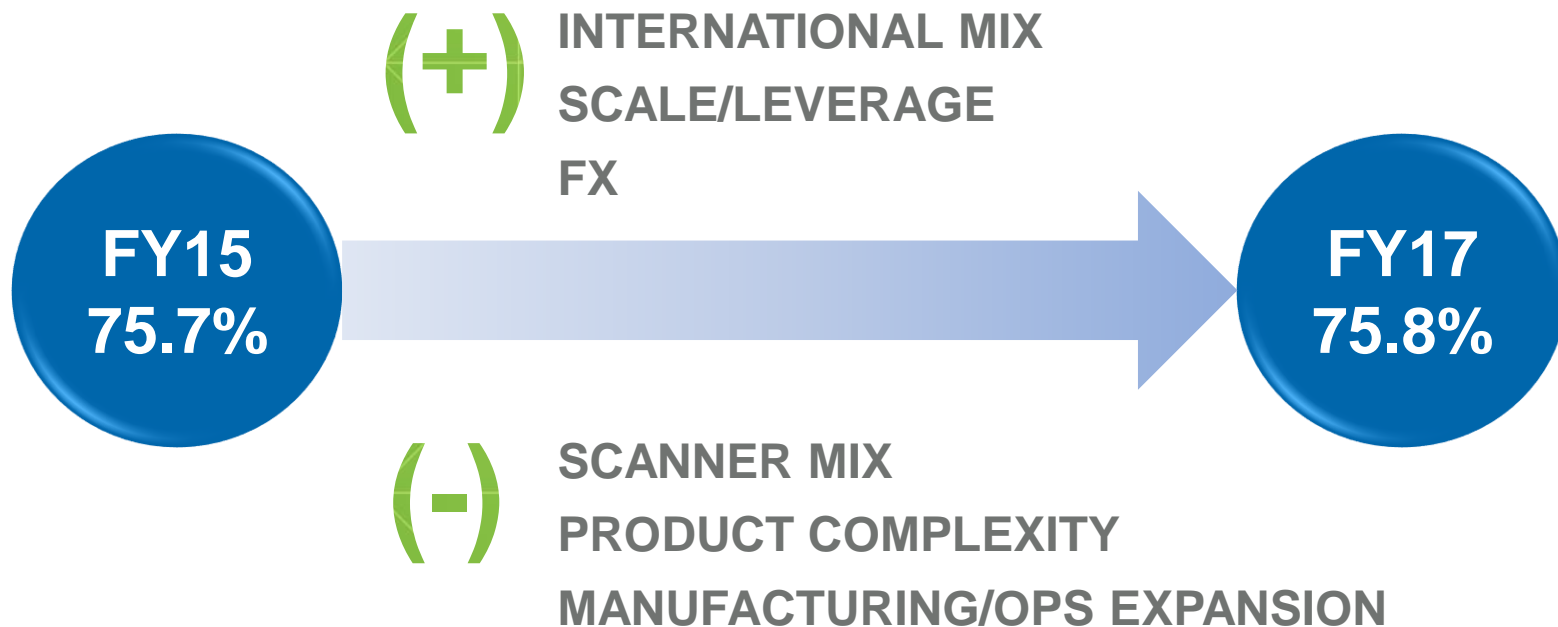 (+)
INTERNATIONAL MIX
SCALE/LEVERAGE
FX
FY15
75.7%
FY17
75.8%
(-)
SCANNER MIX
PRODUCT COMPLEXITY
MANUFACTURING/OPS EXPANSION